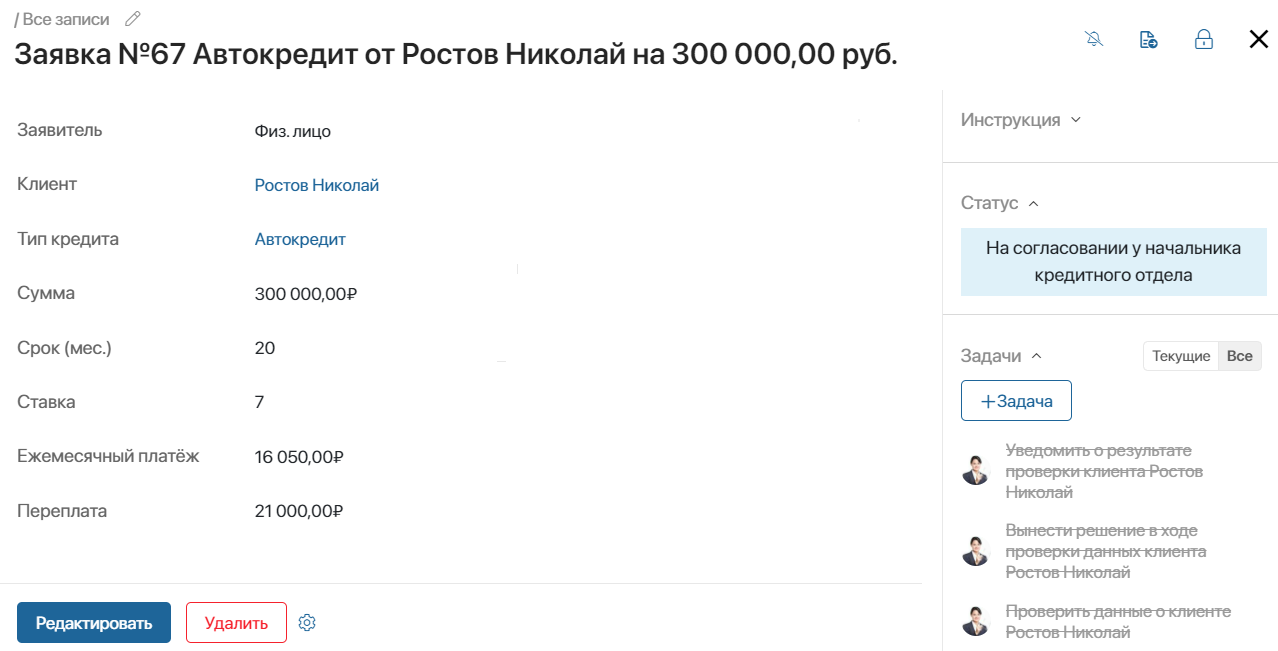 / Все записи
Заявка №67 Автокредит от Ростов Николай на 300 000,00 руб.
Заявитель Физ. лицо
Клиент Ростов Николай
Тип кредита Автокредит
Сумма 300 000,00₽
Срок (мес.) 20
Ставка 7
Ежемесячный платёж 16 050,00₽
Переплата 21 000,00₽
Редактировать Удалить
Инструкция
Статус
На согласовании у начальника
кредитного отдела
Задачи Текущие Все
+Задача
Уведомить о результате
проверки клиента Ростов
Николай
Вынести решение в ходе
проверки данных клиента
Ростов Николай
Проверить данные о клиенте
Ростов Николай